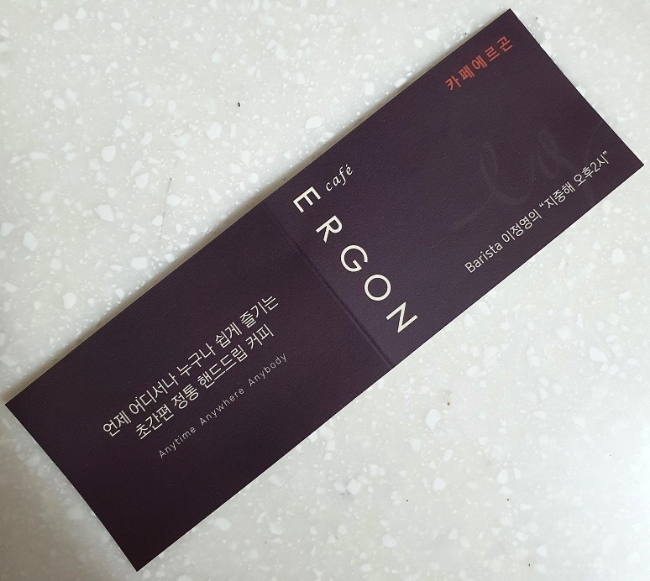 카페에르곤
café
ERGON
Barista 이정영의 “지중해 오후2시”
언제 어디서나 누구나 쉽게 즐기는
초간편 정통 핸드드립 커피
Anytime Anywhere Anybody